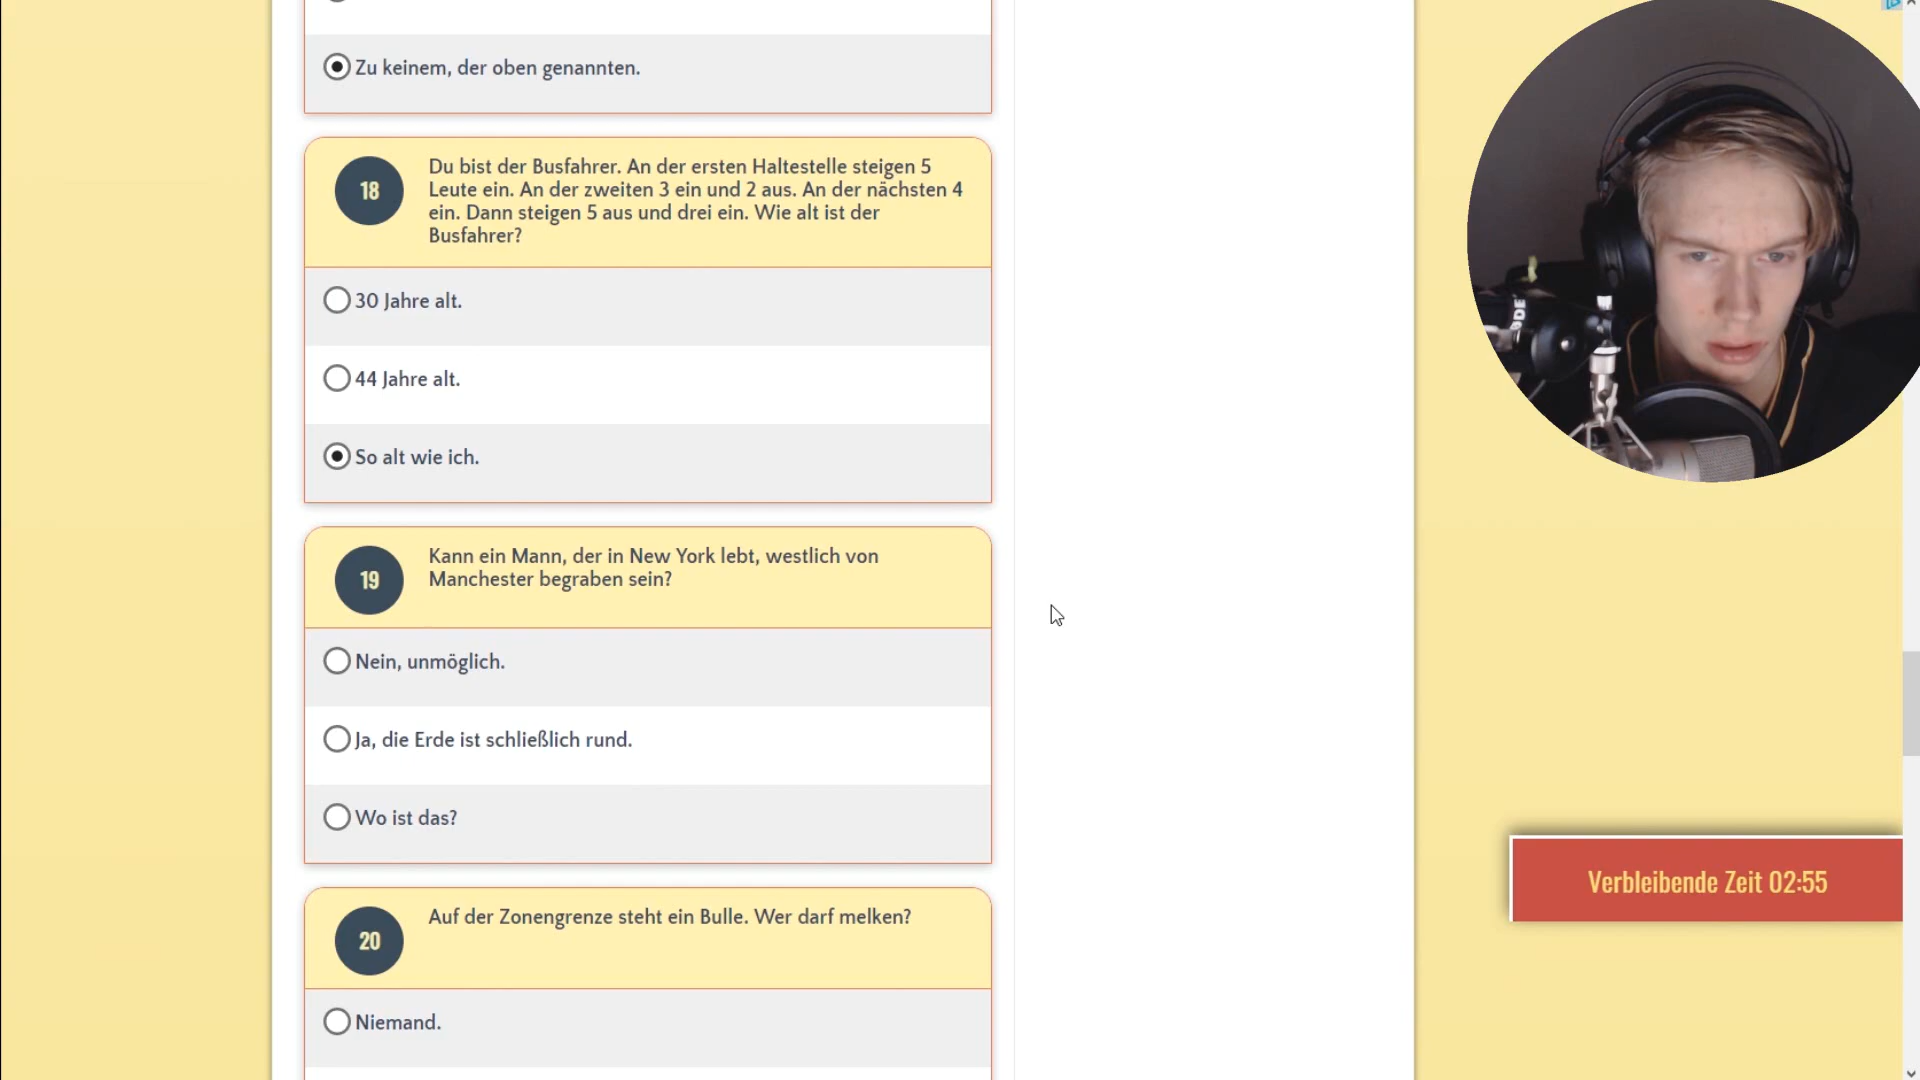 Zu keinem, der oben genannten.
18
Du bist der Busfahrer. An der ersten Haltestelle steigen 5
Leute ein. An der zweiten 3 ein und 2 aus. An der nächsten 4
ein. Dann steigen 5 aus und drei ein. Wie alt ist der
Busfahrer?
30 Jahre alt.
44 Jahre alt.
So alt wie ich.
19
Kann ein Mann, der in New York lebt, westlich von
Manchester begraben sein?
Nein, unmöglich.
Ja, die Erde ist schließlich rund.
Wo ist das?
20
Auf der Zonengrenze steht ein Bulle. Wer darf melken?
Niemand.
Verbleibende Zeit 02:55